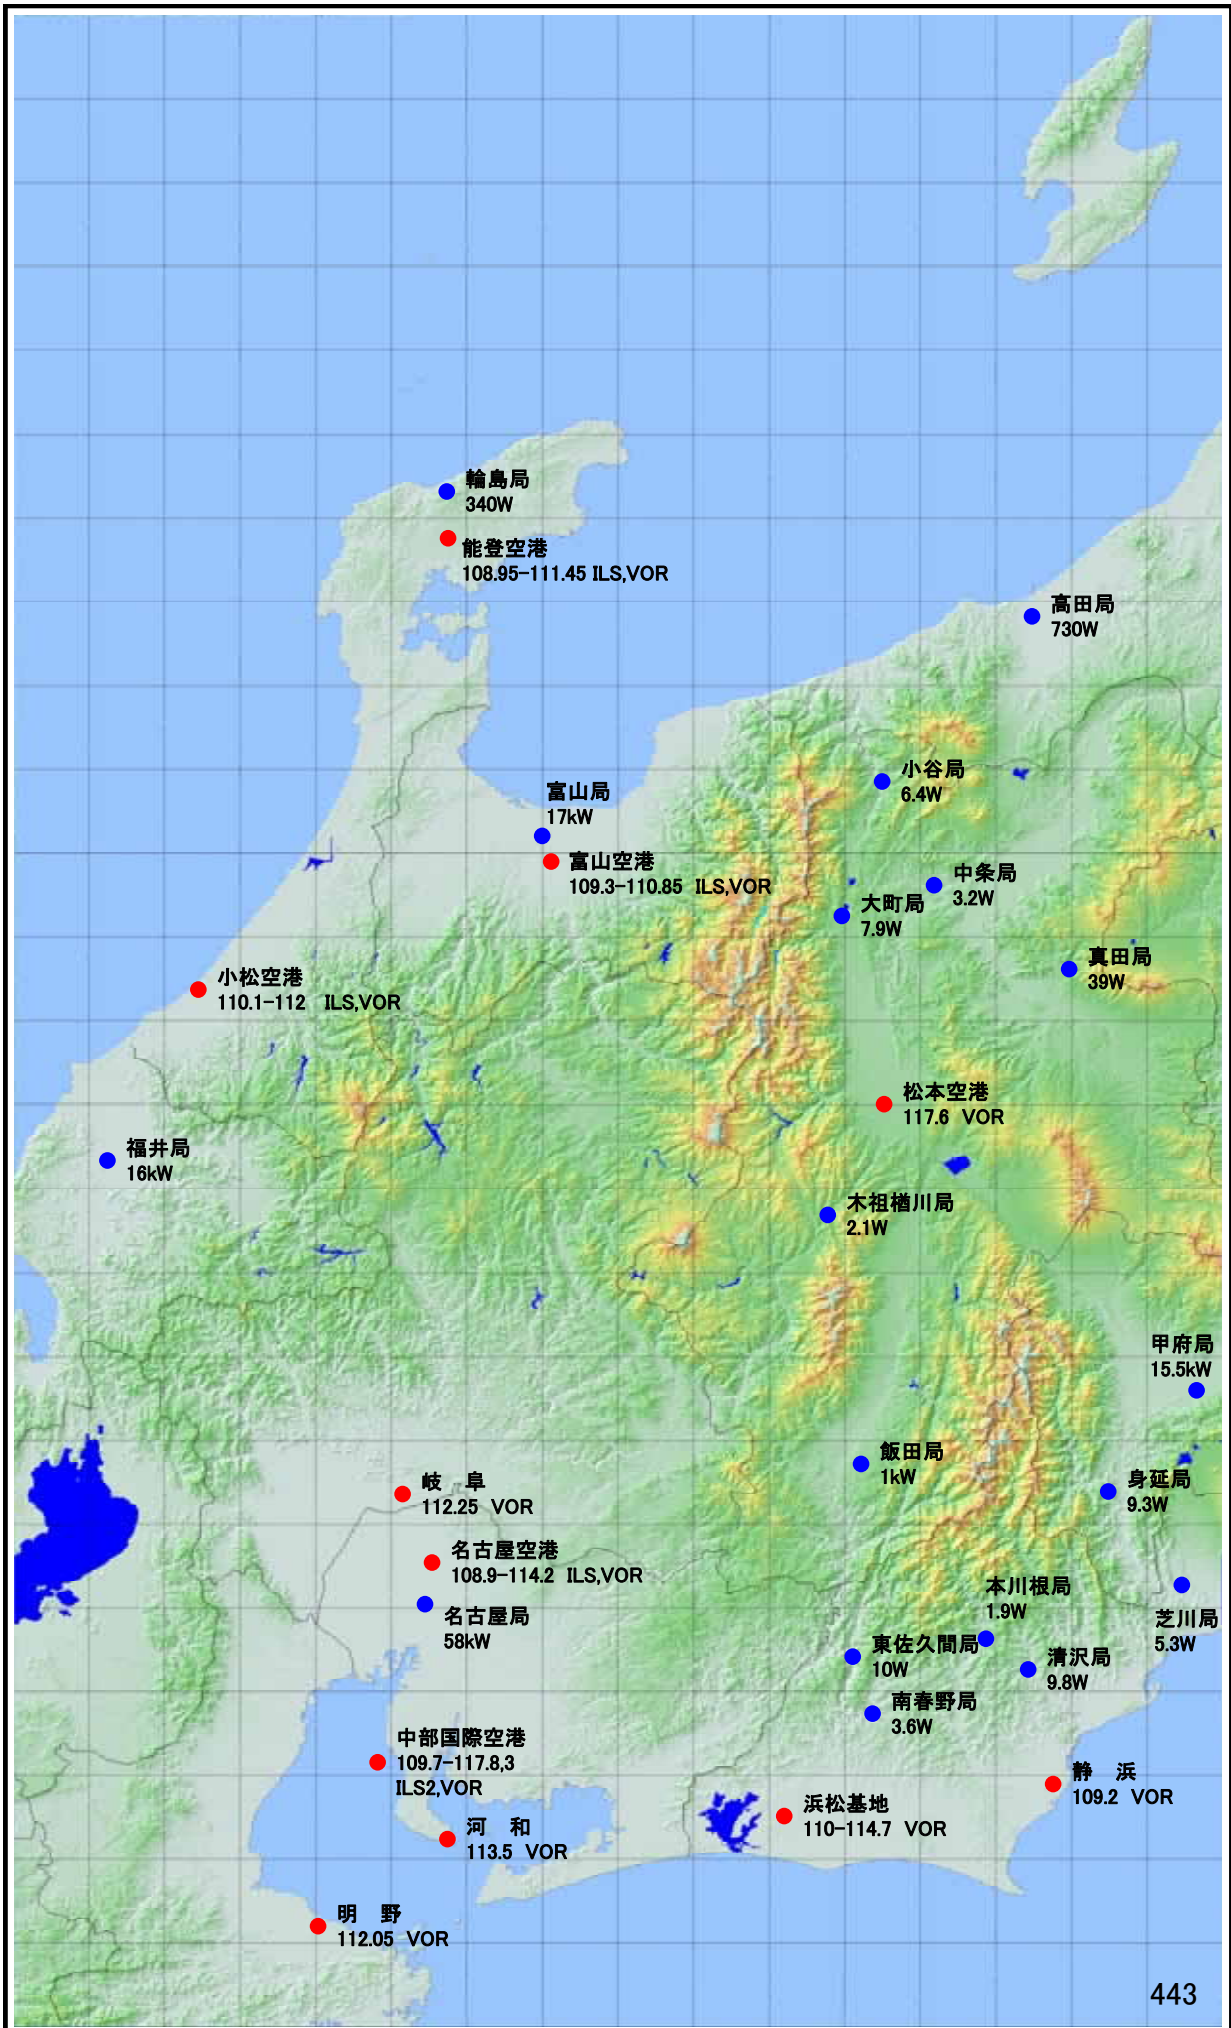 輪島局
340W
能登空港
108.95-111.45 ILS,VOR
高田局
730W
小谷局
6.4W
富山局
17kW
富山空港
109.3-110.85 ILS,VOR
中条局
3.2W
大町局
7.9W
真田局
39W
小松空港
110.1-112 ILS,VOR
松本空港
117.6 VOR
福井局
16kW
木祖楢川局
2.1W
甲府局
15.5kW
飯田局
1kW
岐 阜
112.25 VOR
身延局
9.3W
名古屋空港
108.9-114.2 ILS,VOR
名古屋局
58kW
本川根局
1.9W
芝川局
5.3W
東佐久間局
10W
清沢局
9.8W
南春野局
3.6W
中部国際空港
109.7-117.8,3
ILS2,VOR
静 浜
109.2 VOR
浜松基地
110-114.7 VOR
河 和
113.5 VOR
明 野
112.05 VOR
443